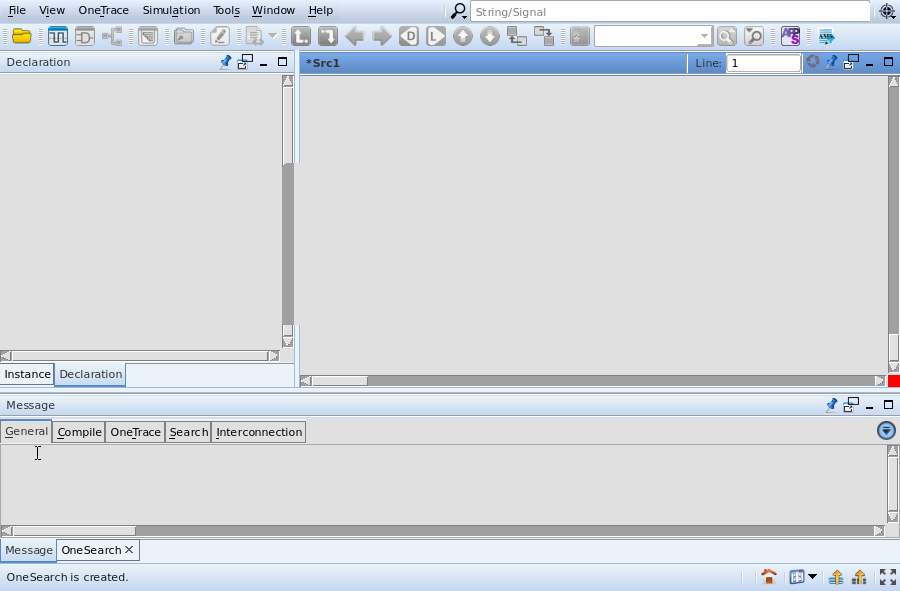 File View OneTrace Simulation Tools Window Help String/Signal
D L APPS
Declaration *Src1 Line: 1
Instance Declaration
Message
General Compile OneTrace Search Interconnection
Message OneSearch
OneSearch is created.